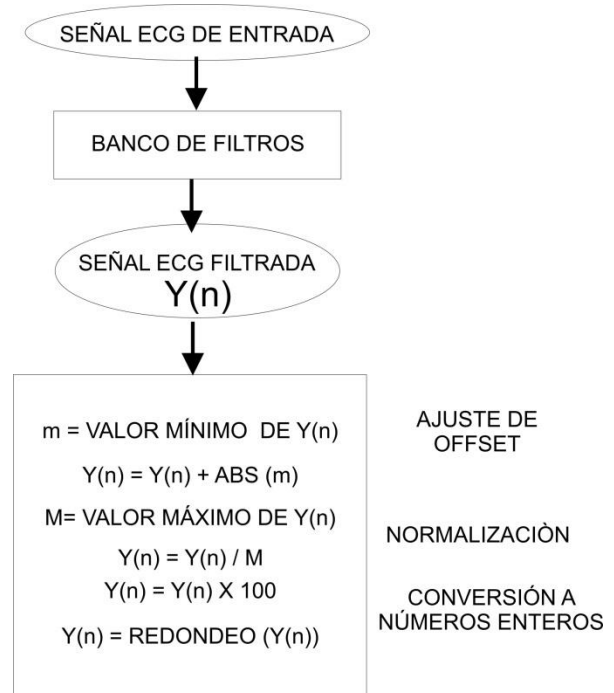 SEÑAL ECG DE ENTRADA
BANCO DE FILTROS
SEÑAL ECG FILTRADA
Y(n)
m = VALOR MÍNIMO DE Y(n)
Y(n) = Y(n) + ABS (m)
AJUSTE DE
OFFSET
M= VALOR MÁXIMO DE Y(n)
Y(n) = Y(n) / M
NORMALIZACIÒN
Y(n) = Y(n) X 100
Y(n) = REDONDEO (Y(n))
CONVERSIÓN A
NÚMEROS ENTEROS